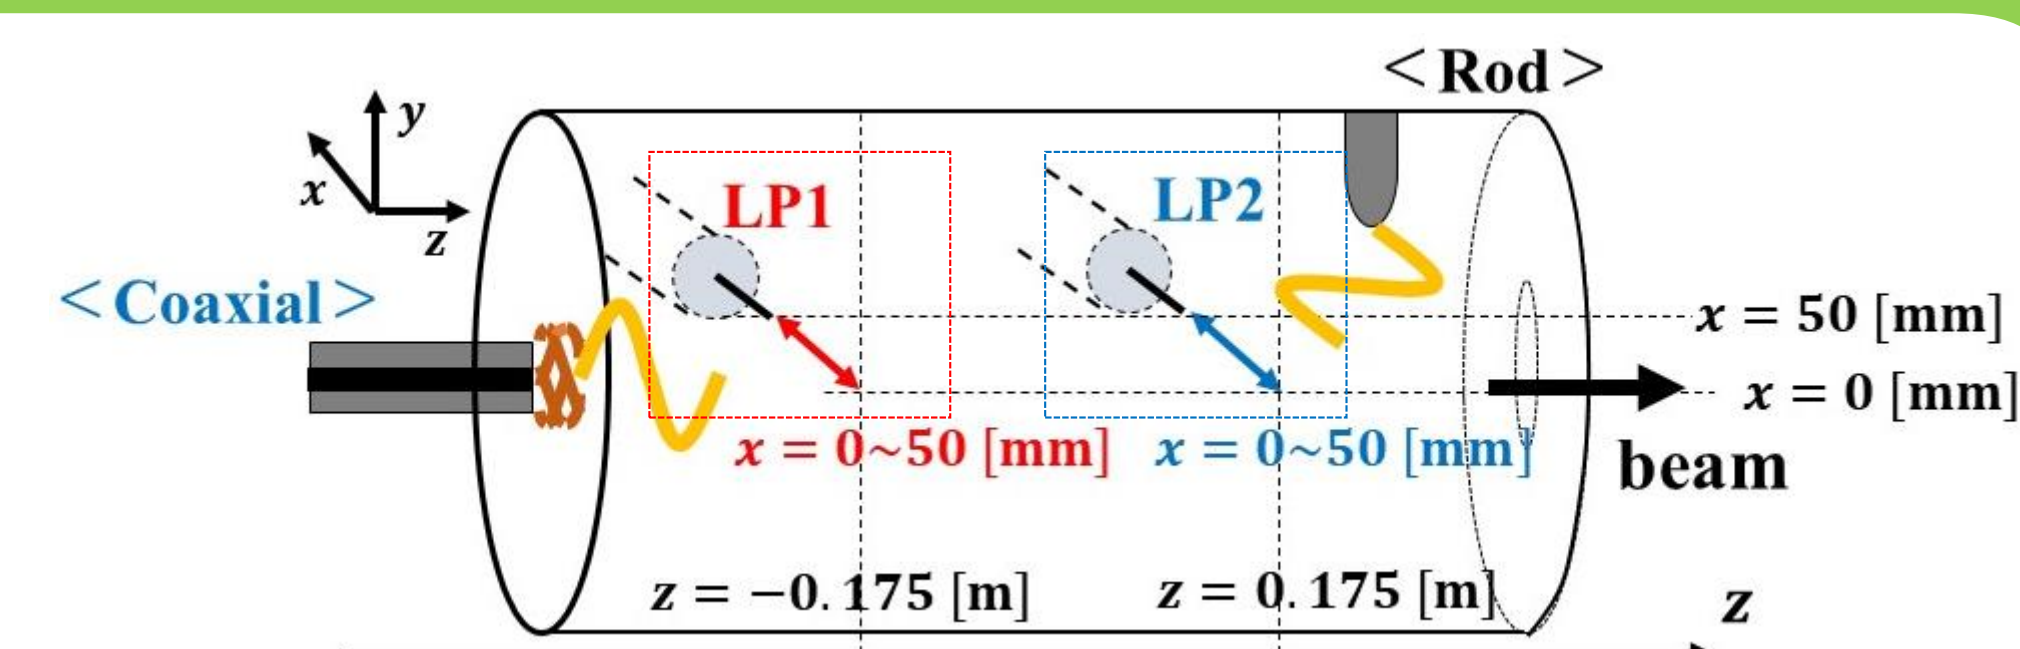 <Rod>
y
x
z
LP1
LP2
<Coaxial>
x = 50 [mm]
x = 0 [mm]
x = 0~50 [mm]
x = 0~50 [mm]
beam
z = −0.175 [m]
z = 0.175 [m]
z